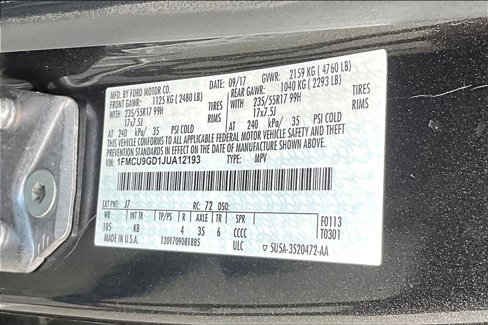 MFD. BY FORD MOTOR CO.
DATE: 09/17 GVWR: 2159 KG ( 4760 LB)
FRONT GAWR: 1125 KG ( 2480 LB) REAR GAWR: 1040 KG ( 2293 LB)
235/55R17 99H TIRES 235/55R17 99H TIRES
17x7.5J RIMS 17x7.5J RIMS
AT 240 kPa/ 35 PSI COLD AT 240 kPa/ 35 PSI COLD
THIS VEHICLE CONFORMS TO ALL APPLICABLE FEDERAL MOTOR VEHICLE SAFETY AND THEFT PREVENTION STANDARDS IN EFFECT ON THE DATE OF MANUFACTURE SHOWN ABOVE.
VIN: 1FMCU9GD1JUA12193
TYPE: MPV
EXT PNT: J7 RC: 72 DSO:
WB INT TR TP/PS R AXLE TR SPR F0113
105 KB 4 35 6 CCCC T0301
MADE IN U.S.A. 12017090B1885 ULC 5U5A-3520472-AA